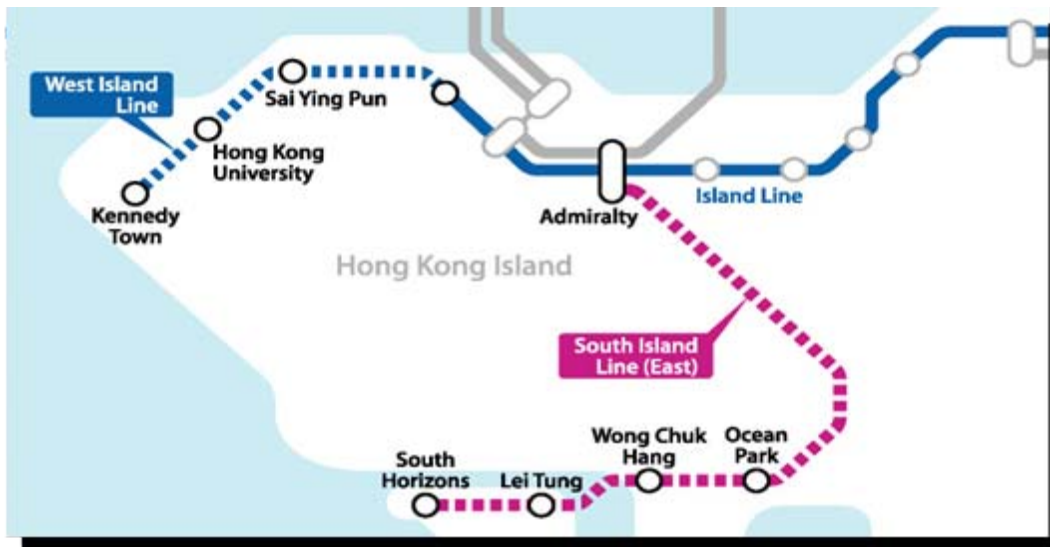 West Island
Line
Sai Ying Pun
Hong Kong
University
Kennedy
Town
Admiralty
Island Line
Hong Kong Island
South Island
Line (East)
Wong Chuk
Hang
Ocean
Park
South
Horizons
Lei Tung